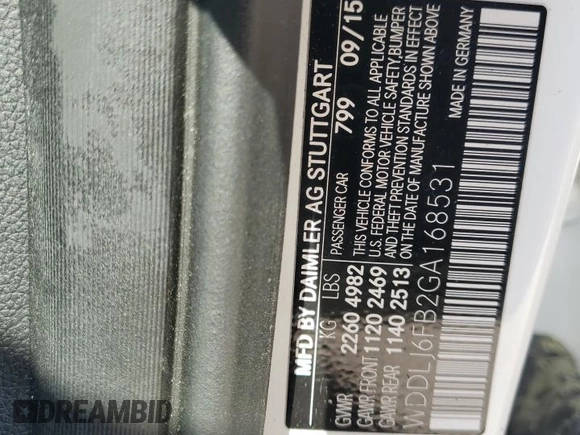 MFD BY DAIMLER AG STUTTGART
KG LBS PASSENGER CAR 799 09/15
GVWR 2260 4982
GAWR FRONT 1120 2469
GAWR REAR 1140 2513
THIS VEHICLE CONFORMS TO ALL APPLICABLE
U.S. FEDERAL MOTOR VEHICLE SAFETY,BUMPER
AND THEFT PREVENTION STANDARDS IN EFFECT
ON THE DATE OF MANUFACTURE SHOWN ABOVE
WDDLJ6FB2GA168531 MADE IN GERMANY
DREAMBID